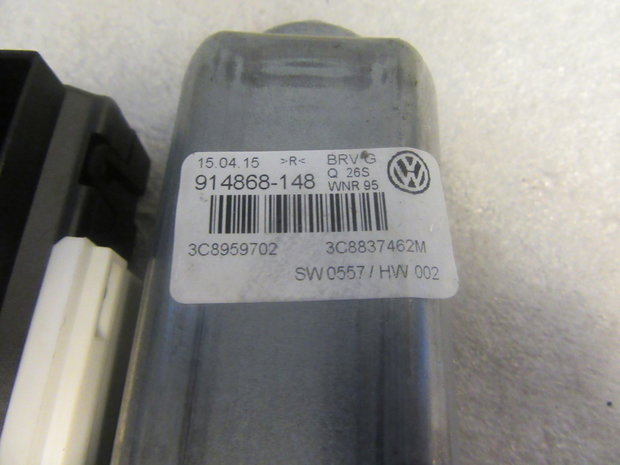 15.04.15 >R< BRV G
Q 26S
914868-148 WNR 95
3C8959702 3C8837462M
SW 0557 / HW 002